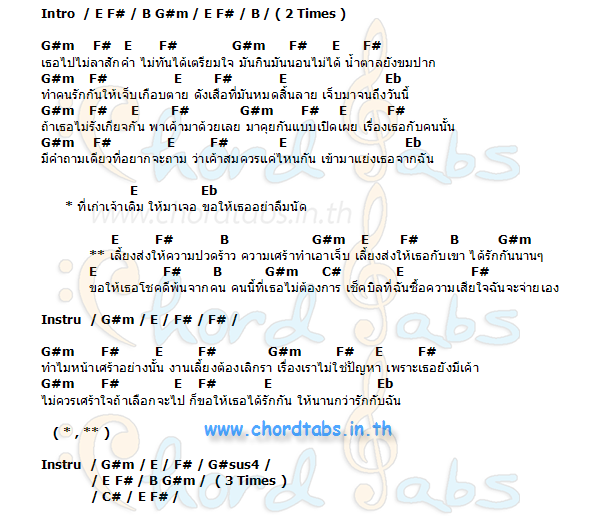 Intro / E F# / B G#m / E F# / B / ( 2 Times )
G#m F# E F# G#m F# E F#
เธอไปไม่ลาสักคำ ไม่ทันได้เตรียมใจ มันกินมันนอนไม่ได้ น้ำตาลยังขมปาก
G#m F# E F# E Eb
ทำคนรักกันให้เจ็บเกือบตาย ดังเสือที่มันหมดสิ้นลาย เจ็บมาจนถึงวันนี้
G#m F# E F# G#m F# E F#
ถ้าเธอไม่รังเกียจกัน พาเค้ามาด้วยเลย มาคุยกันแบบเปิดเผย เรื่องเธอกับคนนั้น
G#m F# E F# E Eb
มีคำถามเดียวที่อยากจะถาม ว่าเค้าสมควรแค่ไหนกัน เข้ามาแย่งเธอจากฉัน
E Eb
* ที่เก่าเจ้าเดิม ให้มาเจอ ขอให้เธออย่าลืมนัด
www.chordtabs.in.th
E F# B G#m E F# B G#m
** เลี้ยงส่งให้ความปวดร้าว ความเศร้าทำเอาเจ็บ เลี้ยงส่งให้เธอกับเขา ได้รักกันนานๆ
E F# B G#m C# E F#
ขอให้เธอโชคดีพ้นจากคน คนนี้ที่เธอไม่ต้องการ เช็คบิลที่ฉันซื้อความเสียใจฉันจะจ่ายเอง
Instru / G#m / E / F# / F# /
G#m F# E F# G#m F# E F#
ทำไมหน้าเศร้าอย่างนั้น งานเลี้ยงต้องเลิกรา เรื่องเราไม่ใช่ปัญหา เพราะเธอยังมีเค้า
G#m F# E F# E Eb
ไม่ควรเศร้าใจถ้าเลือกจะไป ก็ขอให้เธอได้รักกัน ให้นานกว่ารักกับฉัน
( * , ** )
www.chordtabs.in.th
Instru / G#m / E / F# / G#sus4 /
/ E F# / B G#m / ( 3 Times )
/ C# / E F# /
Chord Tabs
Chord Tabs
Chord Tabs